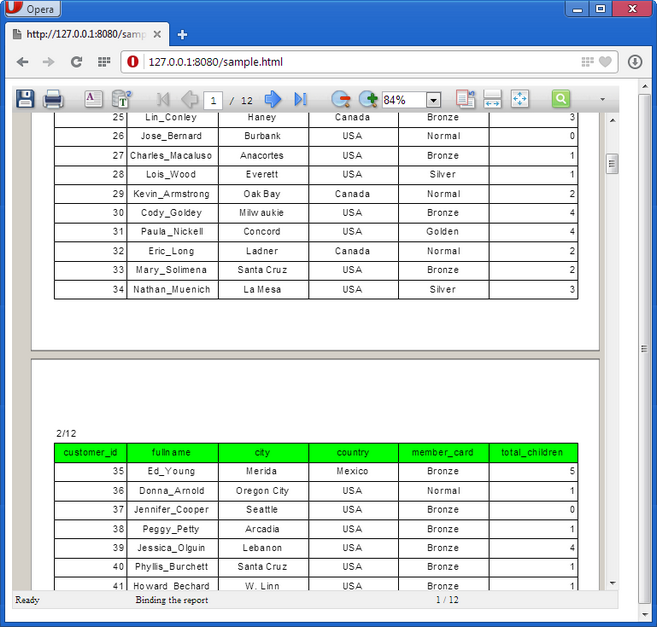 Opera
http://127.0.0.1:8080/samp
127.0.0.1:8080/sample.html
1 / 12 84%
25 Lin_Conley Haney Canada Bronze 3
26 Jose_Bernard Burbank USA Normal 0
27 Charles_Macaluso Anacortes USA Bronze 1
28 Lois_Wood Everett USA Silver 1
29 Kevin_Armstrong Oak Bay Canada Normal 2
30 Cody_Goldey Milwaukie USA Bronze 4
31 Paula_Nickell Concord USA Golden 4
32 Eric_Long Ladner Canada Normal 2
33 Mary_Solimena Santa Cruz USA Bronze 2
34 Nathan_Muenich La Mesa USA Silver 3
2/12
customer_id fullname city country member_card total_children
35 Ed_Young Merida Mexico Bronze 5
36 Donna_Arnold Oregon City USA Normal 1
37 Jennifer_Cooper Seattle USA Bronze 0
38 Peggy_Petty Arcadia USA Bronze 1
39 Jessica_Olguin Lebanon USA Bronze 4
40 Phyllis_Burchett Santa Cruz USA Bronze 1
41 Howard_Bechard W. Linn USA Bronze 1
Ready Binding the report 1 / 12